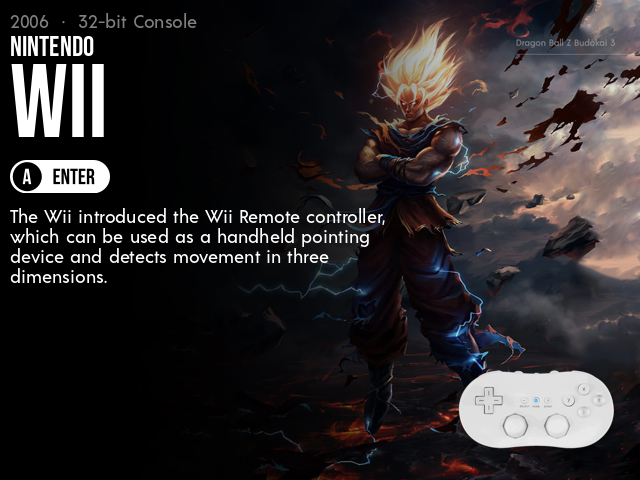 2006 · 32-bit Console
NINTENDO
WII
Dragon Ball Z Budokai 3
A ENTER
The Wii introduced the Wii Remote controller,
which can be used as a handheld pointing
device and detects movement in three
dimensions.